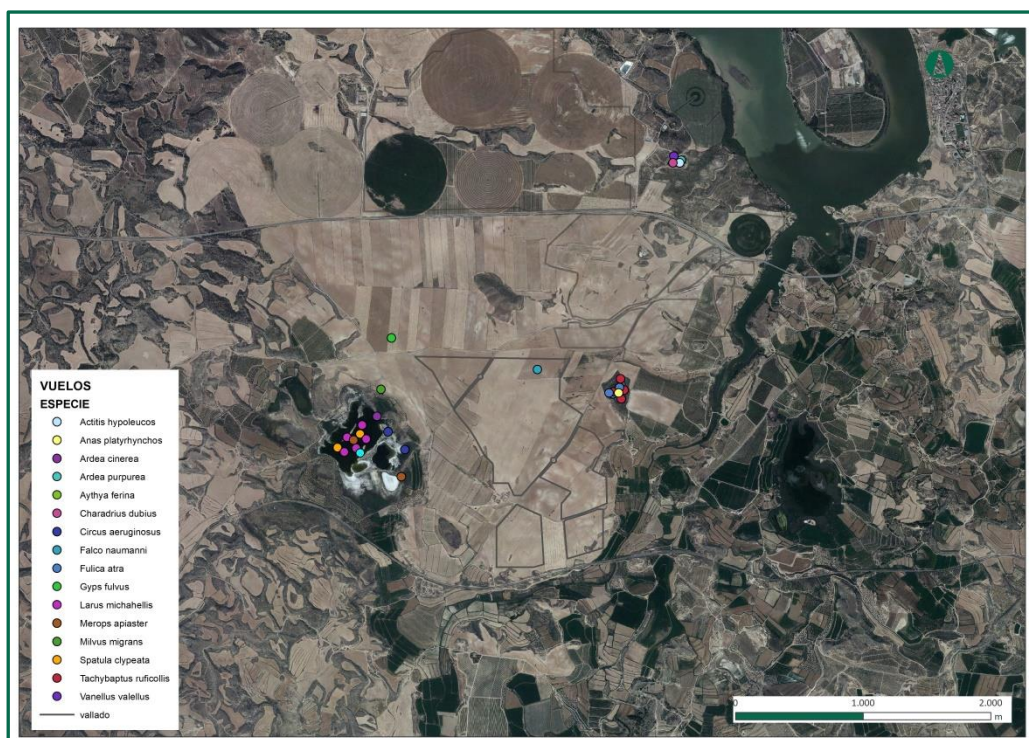 VUELOS
ESPECIE
Actitis hypoleucos
Anas platyrhynchos
Ardea cinerea
Ardea purpurea
Aythya ferina
Charadrius dubius
Circus aeruginosus
Falco naumanni
Fulica atra
Gyps fulvus
Larus michahellis
Merops apiaster
Milvus migrans
Spatula clypeata
Tachybaptus ruficollis
Vanellus valellus
vallado
0 1.000 2.000
m